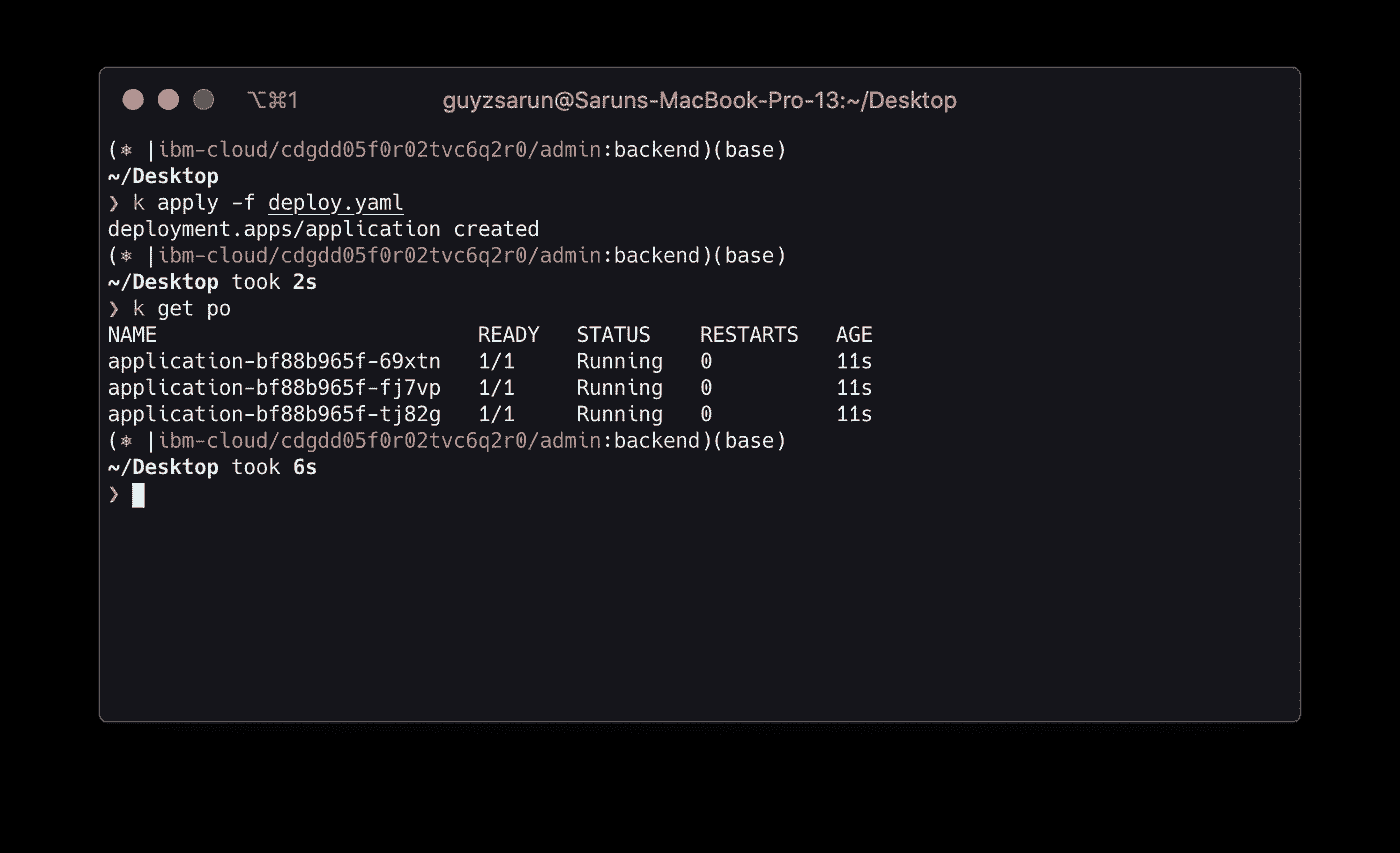 ⌥⌘1 guyzsarun@Saruns-MacBook-Pro-13:~/Desktop
(⎈ |ibm-cloud/cdgdd05f0r02tvc6q2r0/admin:backend)(base)
~/Desktop
❯ k apply -f deploy.yaml
deployment.apps/application created
(⎈ |ibm-cloud/cdgdd05f0r02tvc6q2r0/admin:backend)(base)
~/Desktop took 2s
❯ k get po
NAME                          READY   STATUS    RESTARTS   AGE
application-bf88b965f-69xtn   1/1     Running   0          11s
application-bf88b965f-fj7vp   1/1     Running   0          11s
application-bf88b965f-tj82g   1/1     Running   0          11s
(⎈ |ibm-cloud/cdgdd05f0r02tvc6q2r0/admin:backend)(base)
~/Desktop took 6s
❯